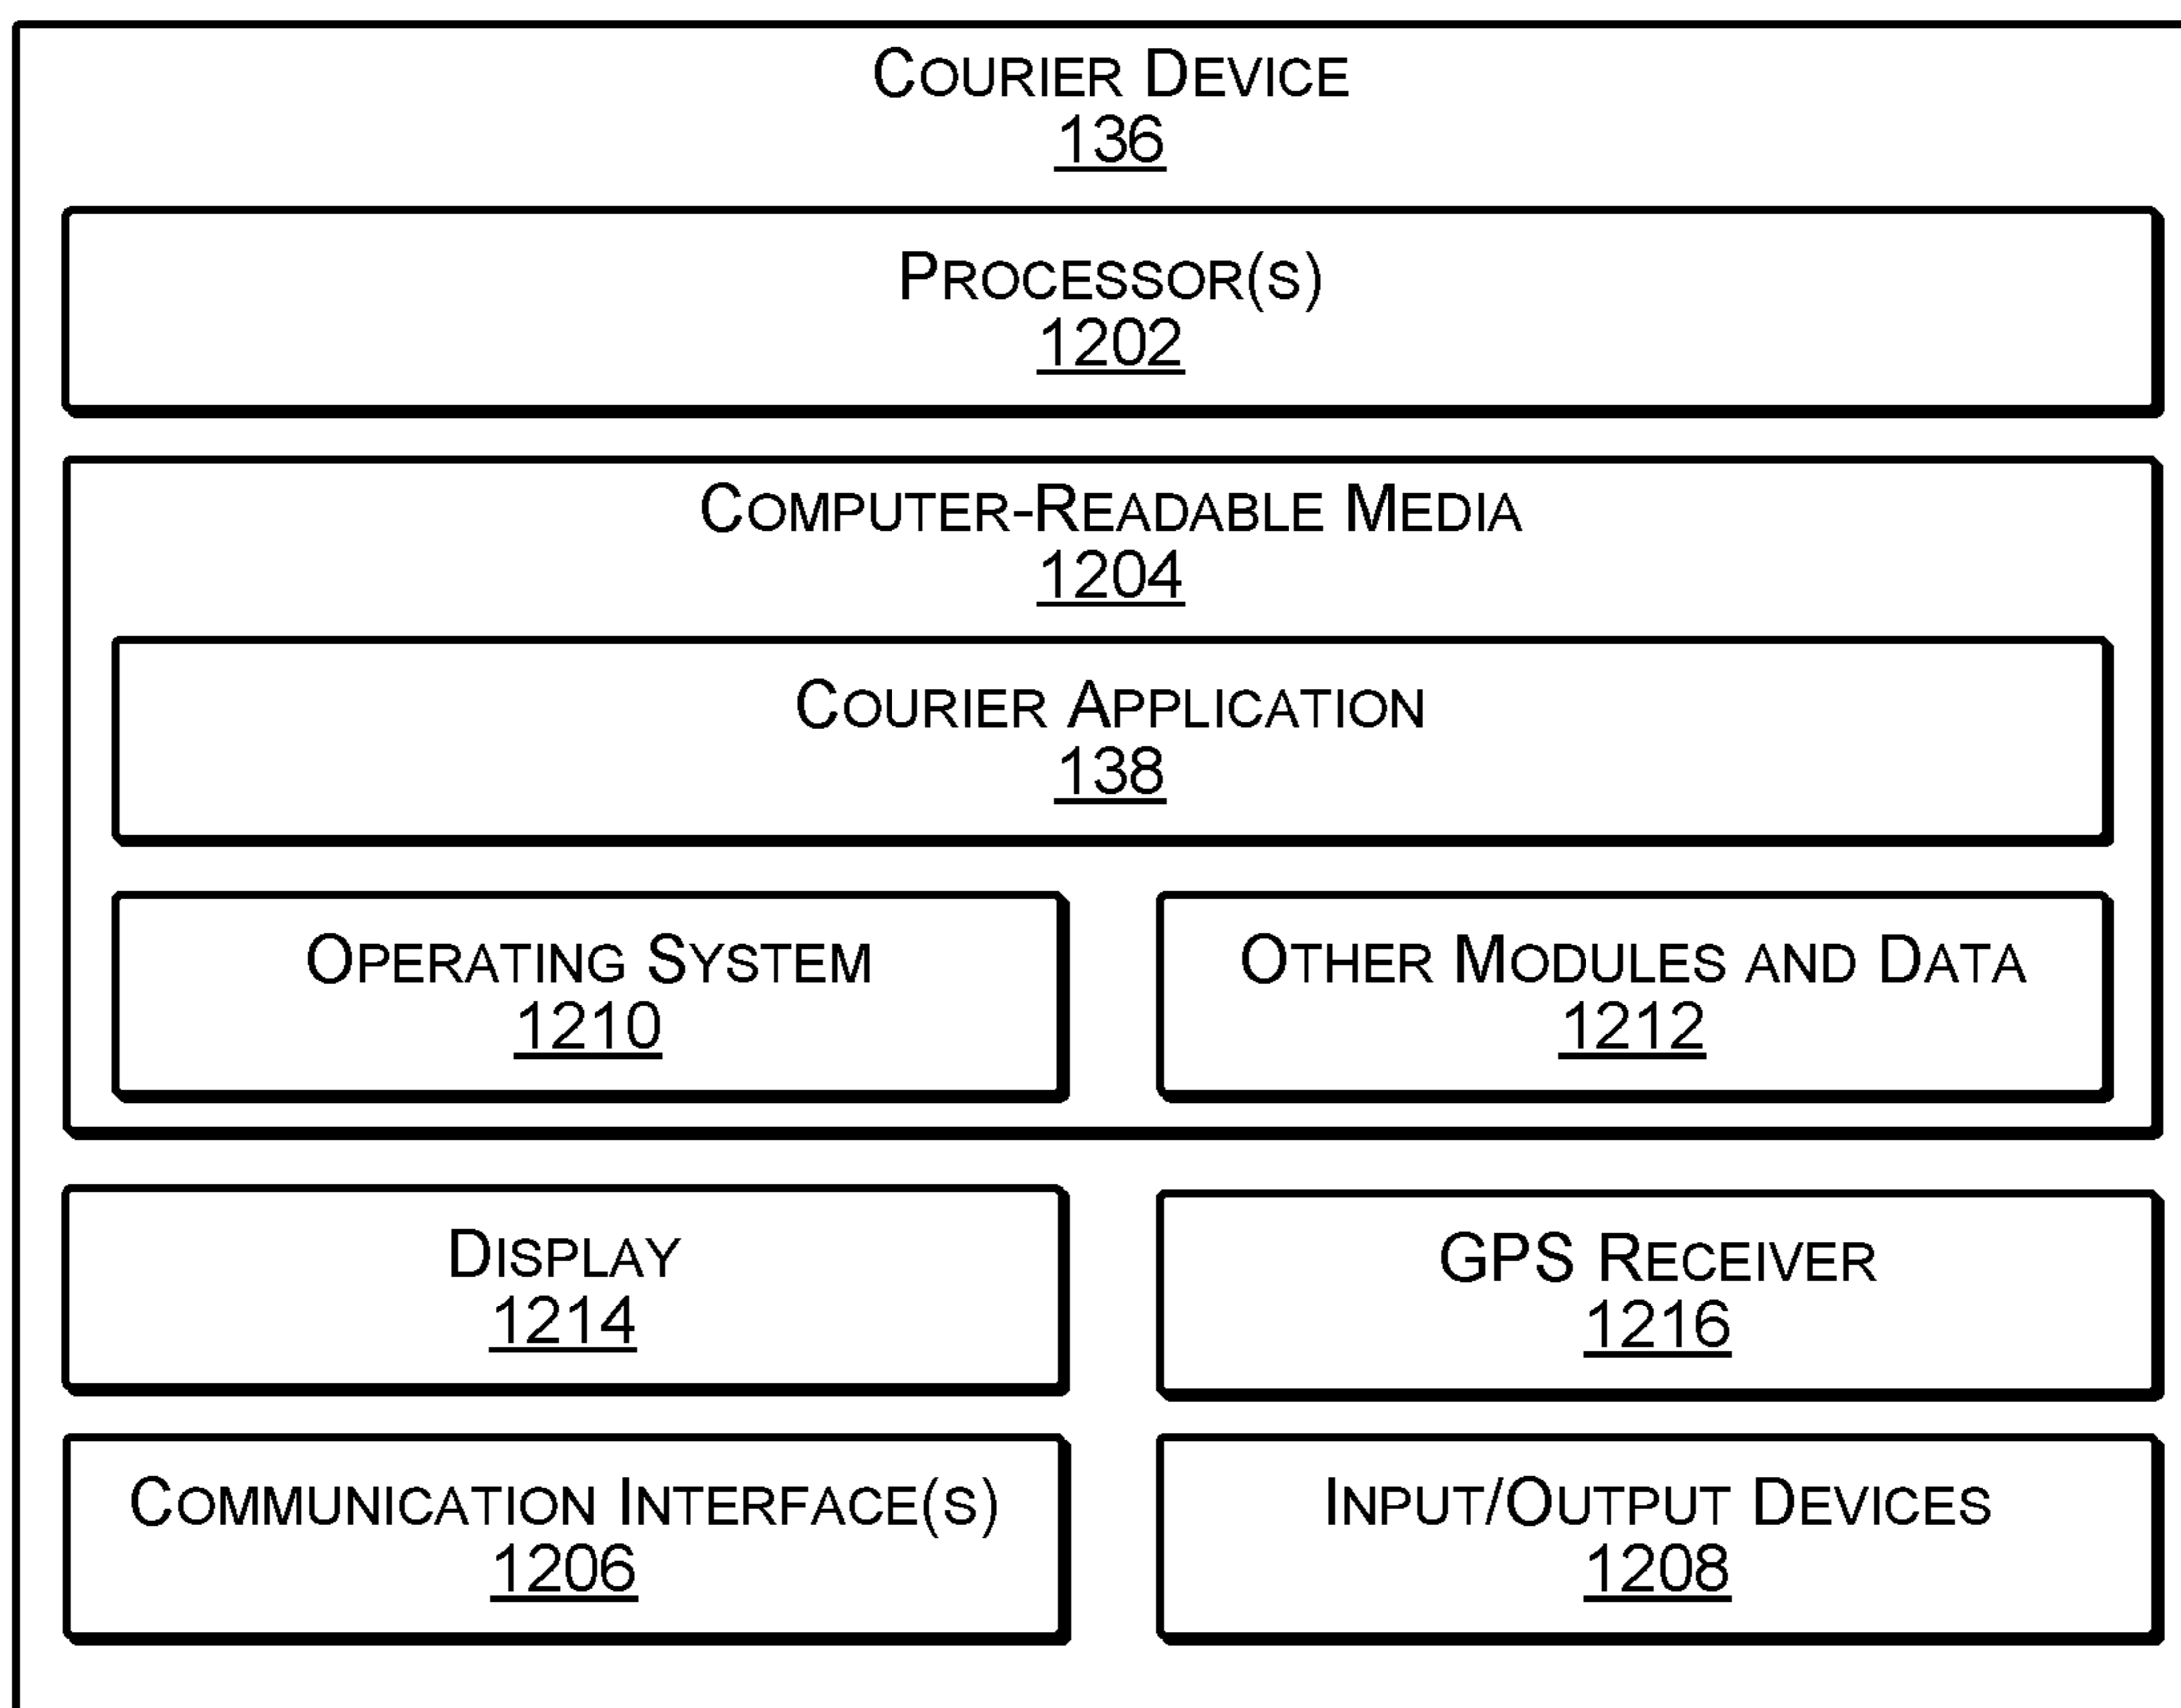 Courier Device
136
Processor(s)
1202
Computer-Readable Media
1204
Courier Application
138
Operating System
1210
Other Modules and Data
1212
Display
1214
GPS Receiver
1216
Communication Interface(s)
1206
Input/Output Devices
1208